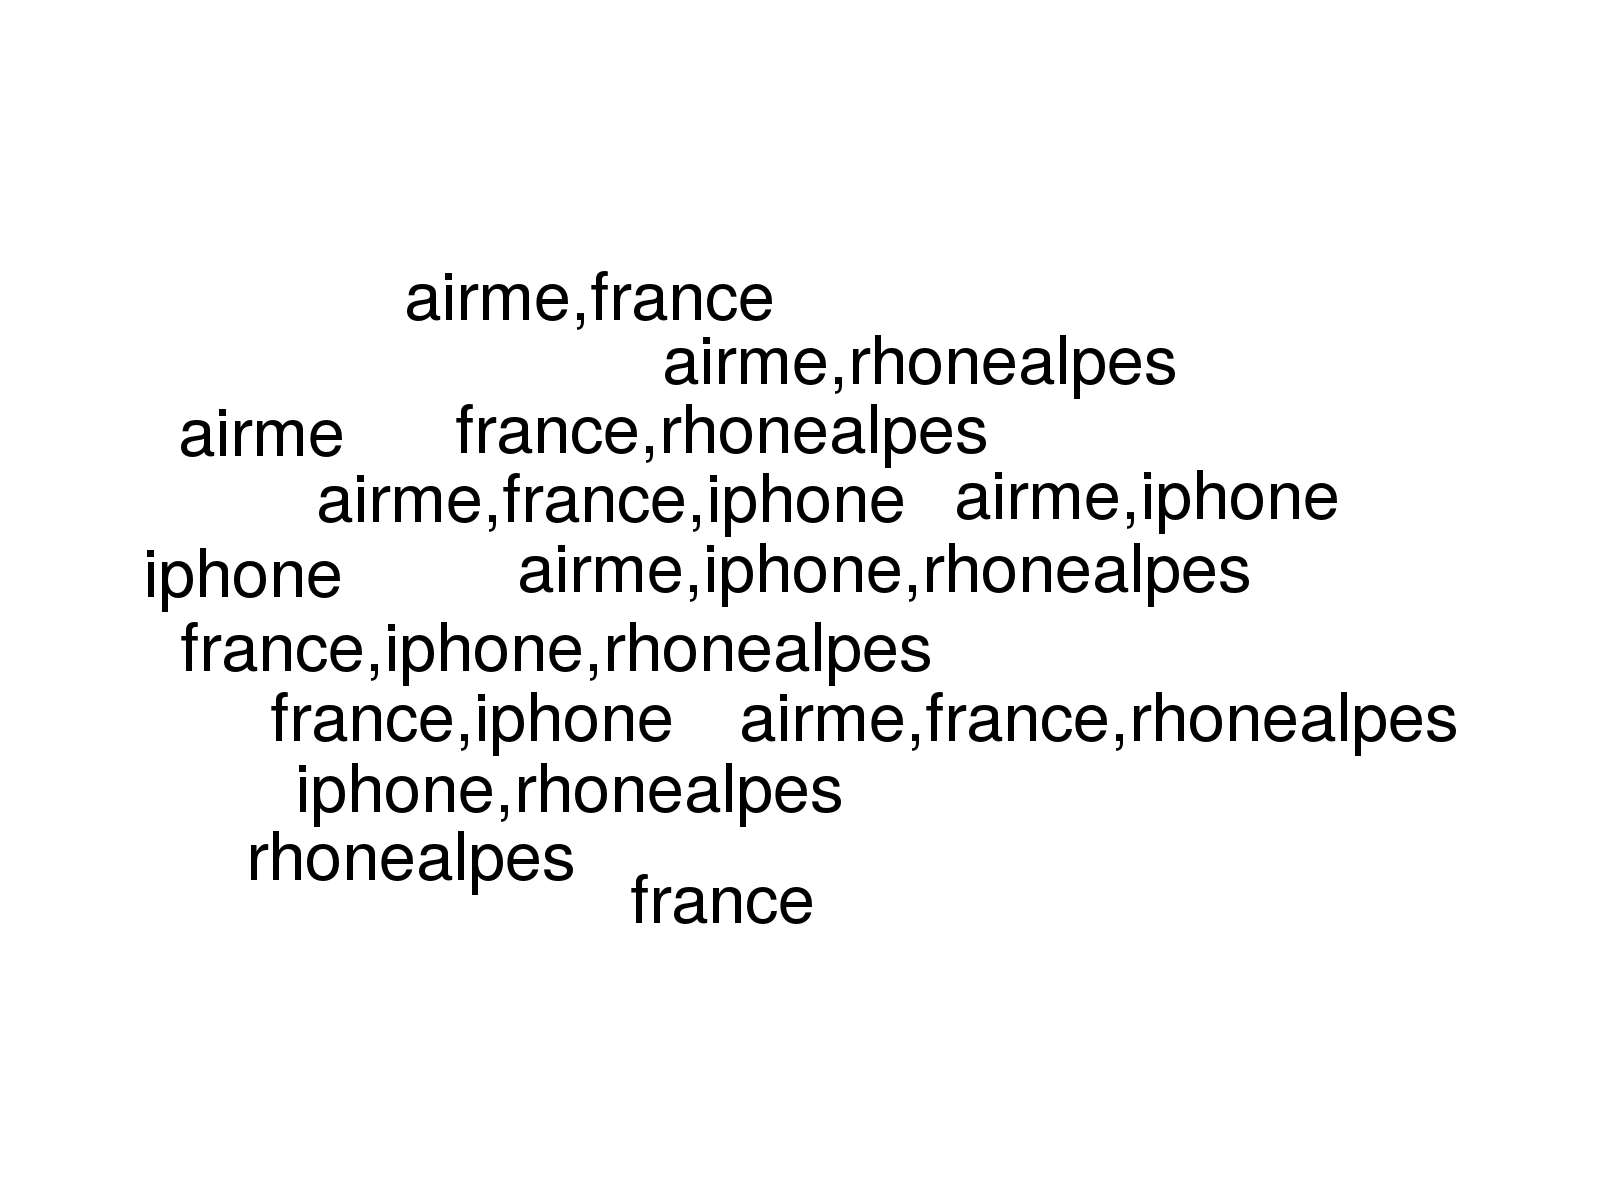 airme,france
airme,rhonealpes
airme france,rhonealpes
airme,france,iphone airme,iphone
iphone airme,iphone,rhonealpes
france,iphone,rhonealpes
france,iphone airme,france,rhonealpes
iphone,rhonealpes
rhonealpes
france